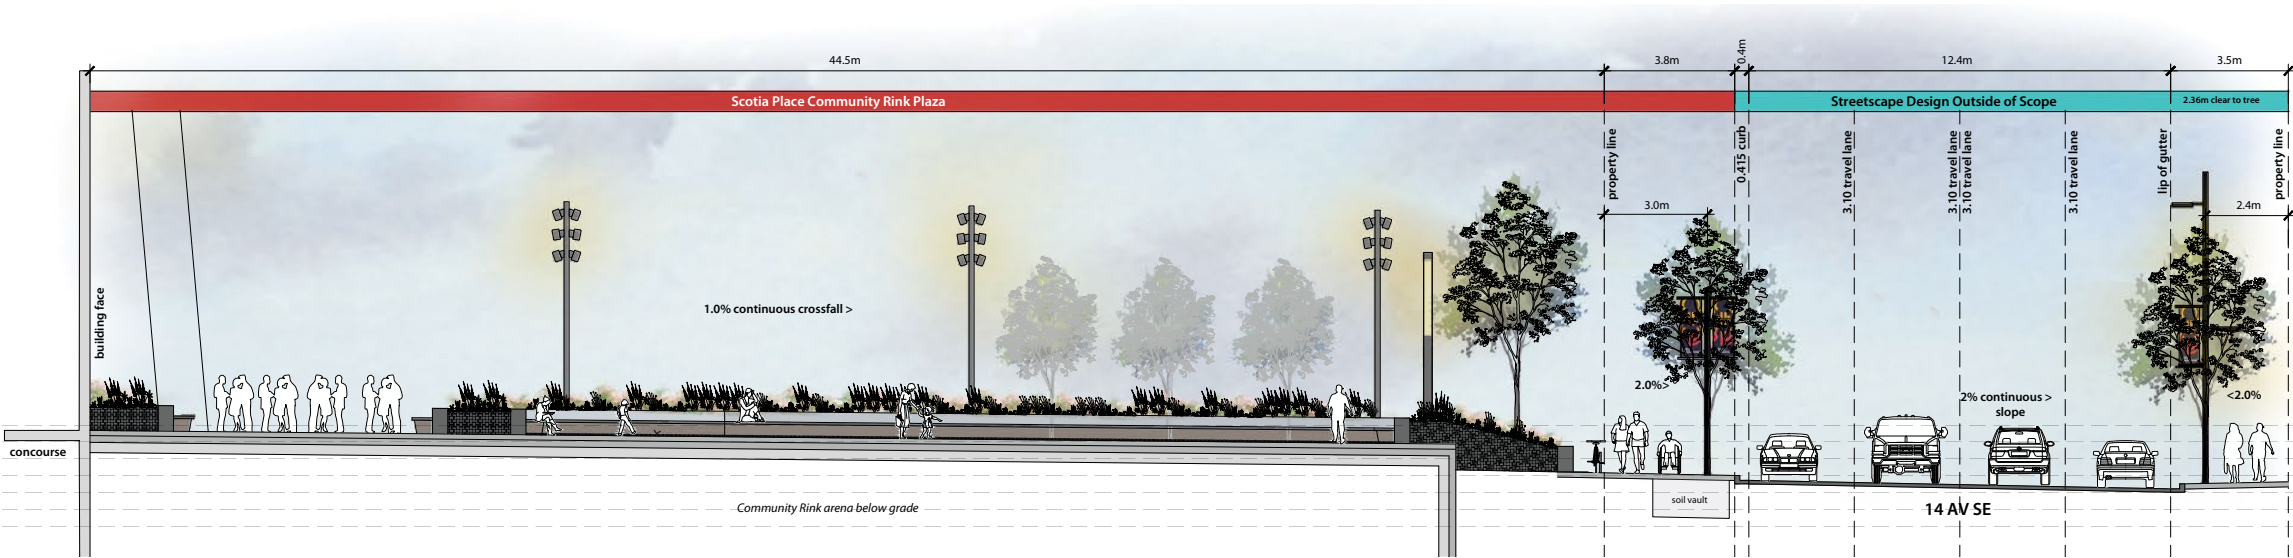 44.5m
3.8m
0.4m
12.4m
3.5m
Scotia Place Community Rink Plaza
Streetscape Design Outside of Scope
2.36m clear to tree
building face
property line
0.415 curb
3.10 travel lane
3.10 travel lane
3.10 travel lane
3.10 travel lane
lip of gutter
property line
3.0m
2.4m
1.0% continuous crossfall >
2.0%>
2% continuous >
slope
<2.0%
concourse
Community Rink arena below grade
soil vault
14 AV SE